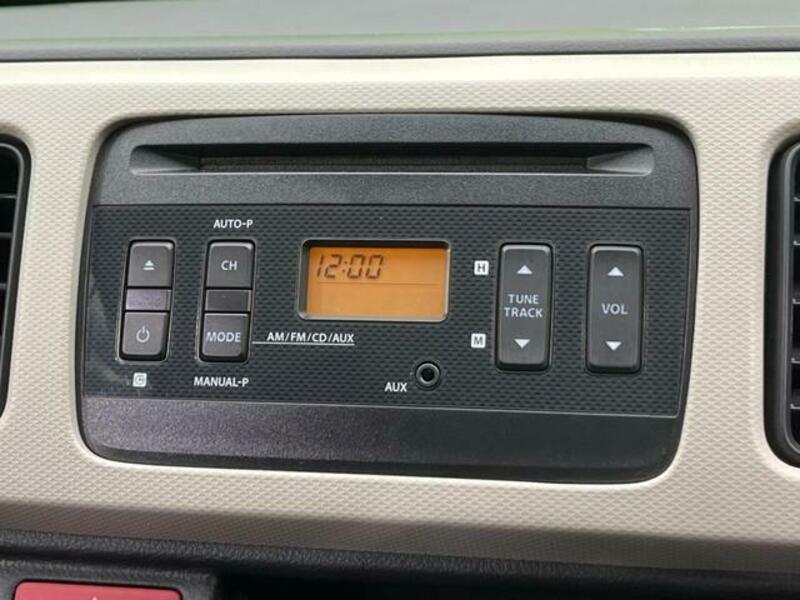 AUTO-P
CH
12:00
H
TUNE
TRACK
VOL
MODE
AM/FM/CD/AUX
M
C
MANUAL-P
AUX